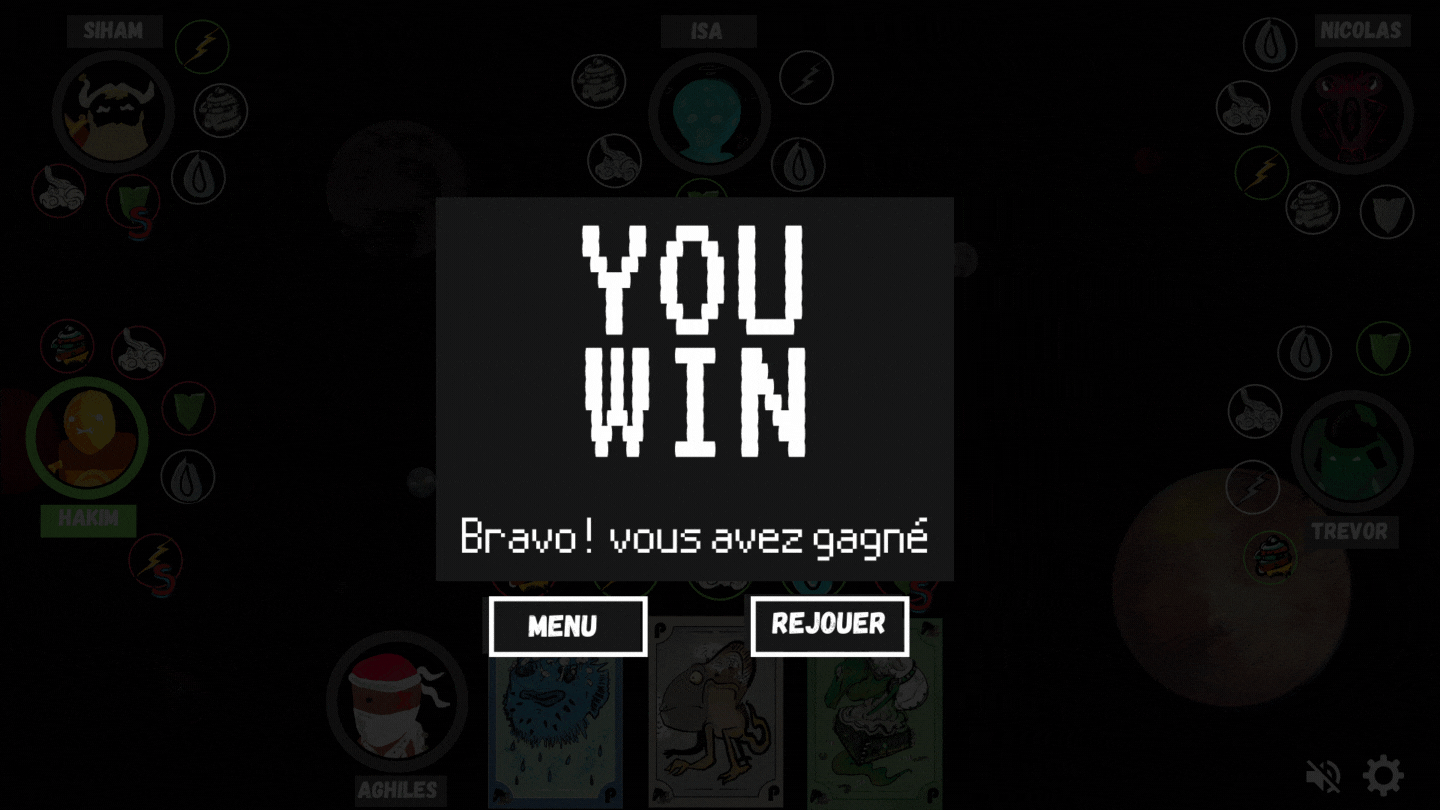 SIHAM
ISA
NICOLAS
YOU
WIN
HAKIM
Bravo! vous avez gagné
TREVOR
MENU
REJOUER
AGHILES
S
S
S
P
P
P
P